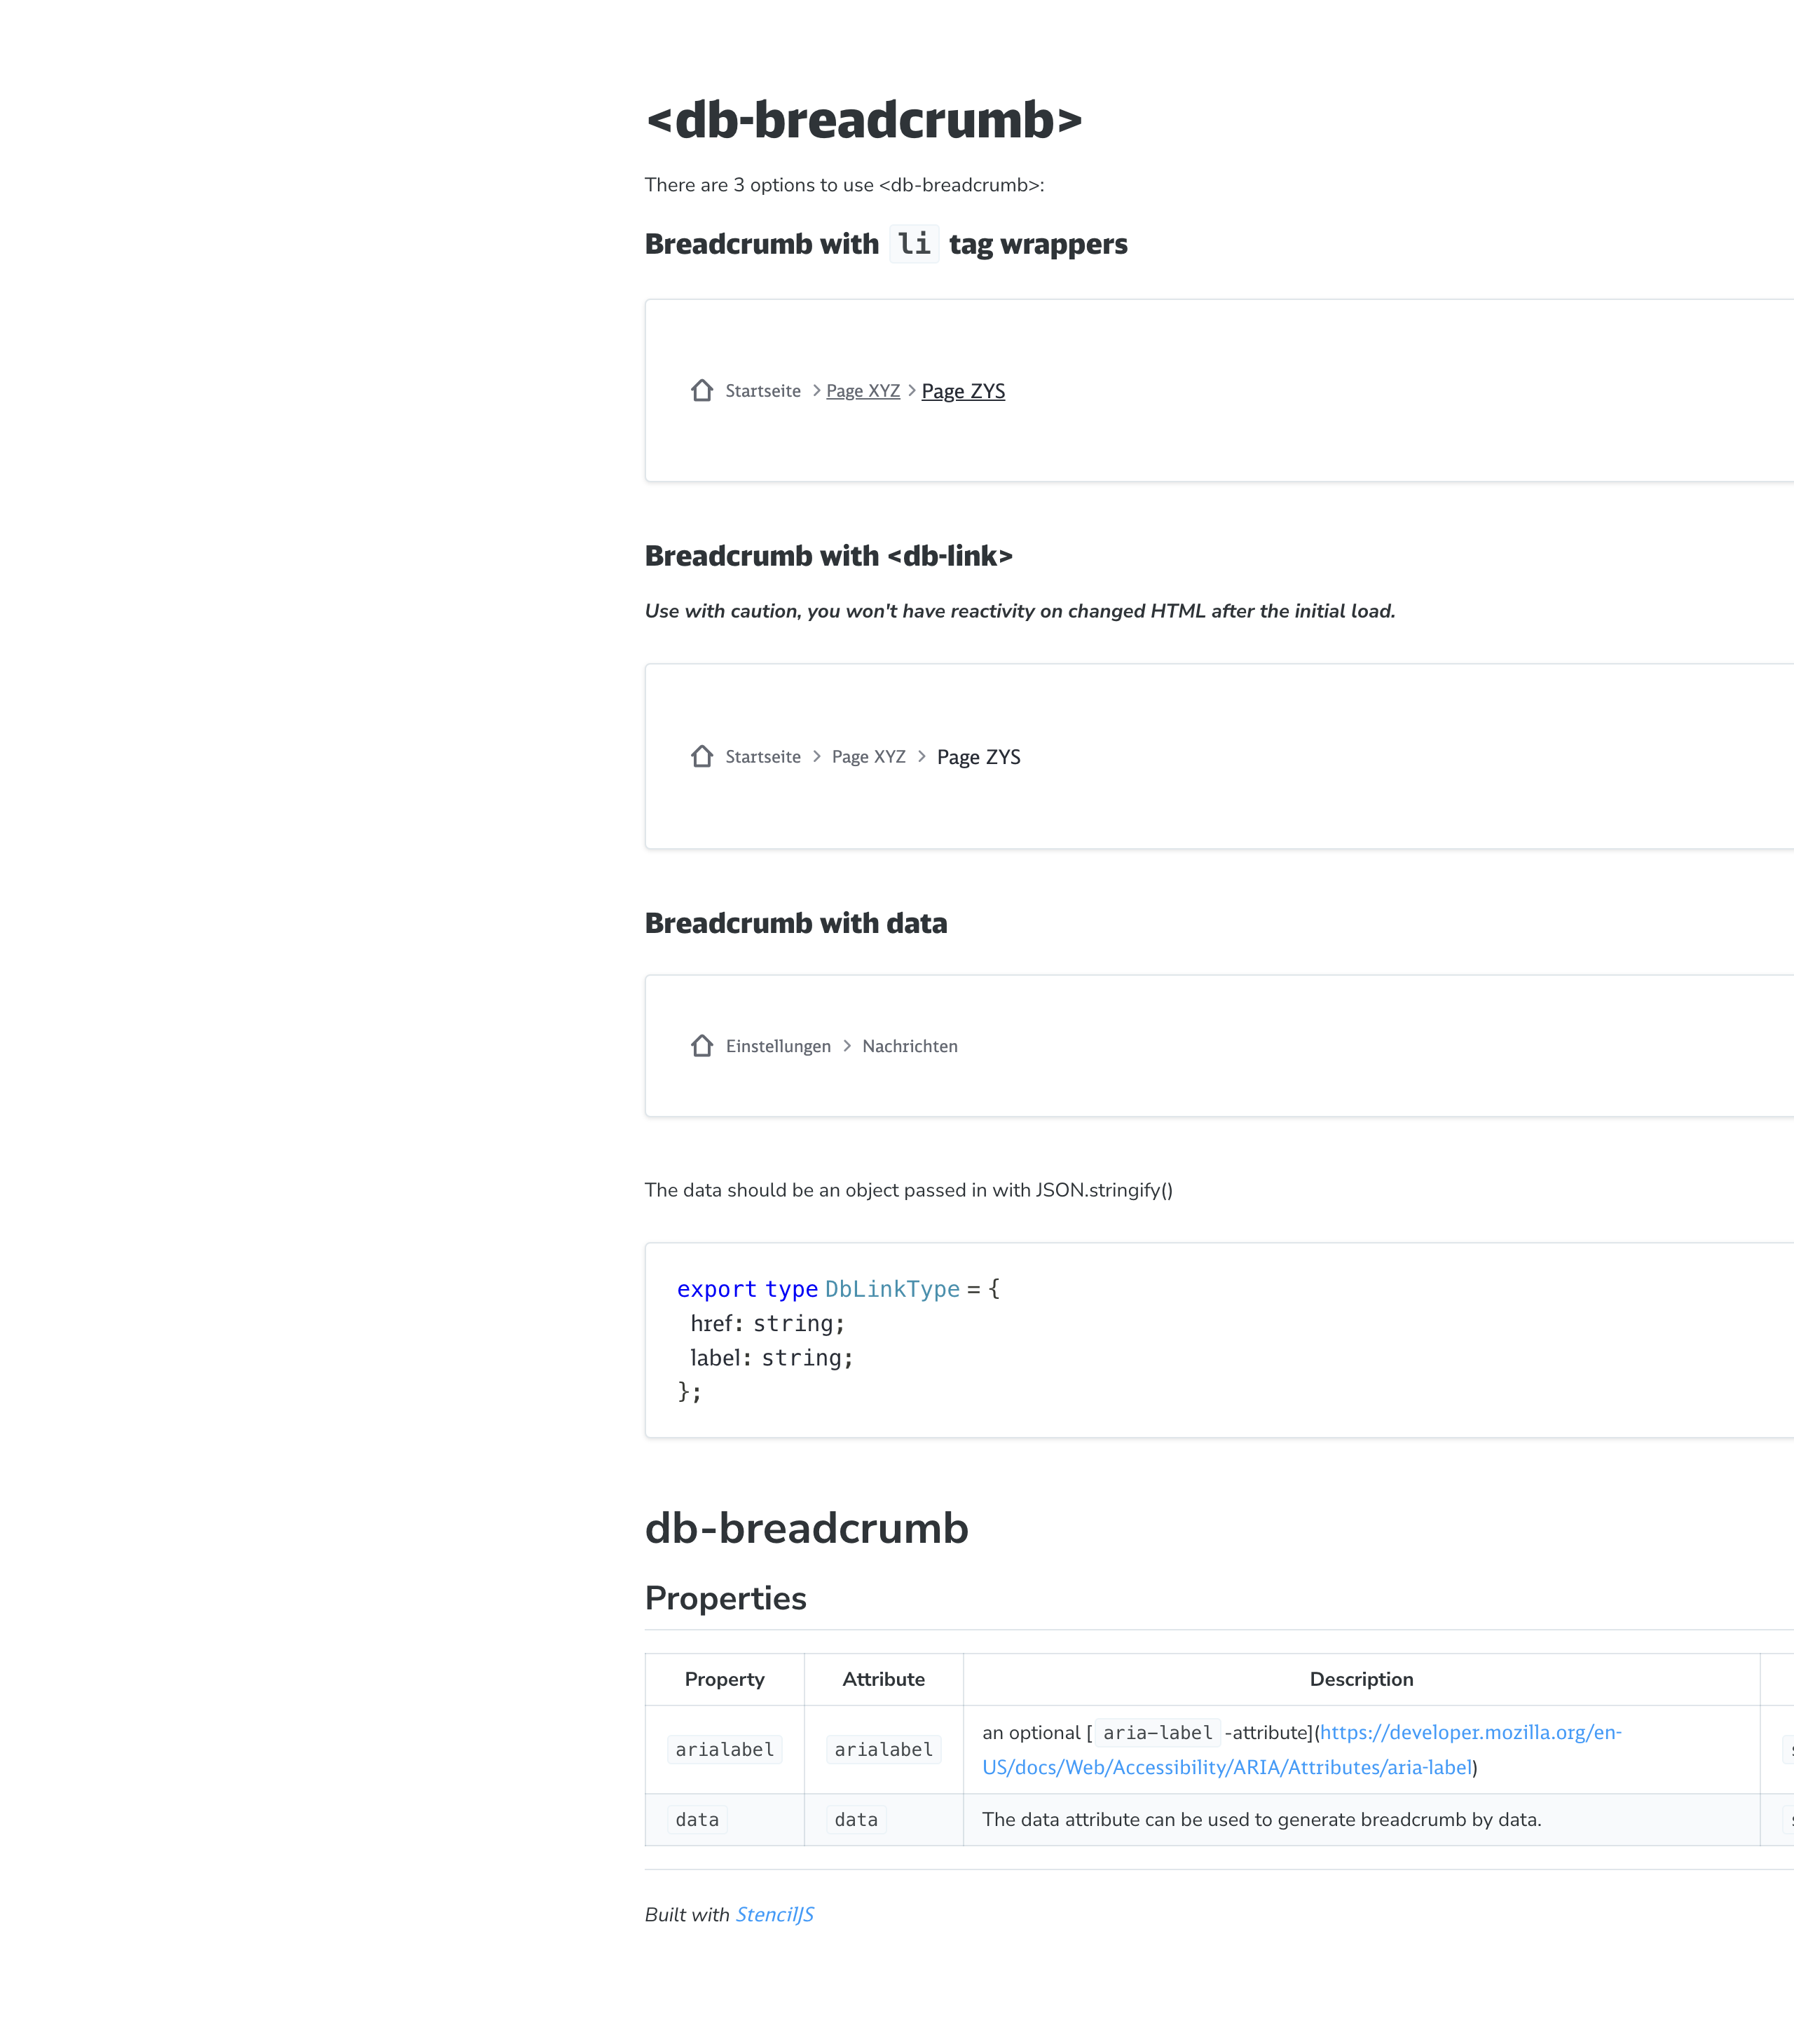 <db-breadcrumb>
There are 3 options to use <db-breadcrumb>:
Breadcrumb with li tag wrappers
Startseite > Page XYZ > Page ZYS
Breadcrumb with <db-link>
Use with caution, you won't have reactivity on changed HTML after the initial load.
Startseite > Page XYZ > Page ZYS
Breadcrumb with data
Einstellungen > Nachrichten
The data should be an object passed in with JSON.stringify()
export type DbLinkType = {
href: string;
label: string;
};
db-breadcrumb
Properties
Property Attribute Description
arialabel arialabel an optional [ aria-label -attribute](https://developer.mozilla.org/en-
US/docs/Web/Accessibility/ARIA/Attributes/aria-label)
data data The data attribute can be used to generate breadcrumb by data.
Built with StencilJS